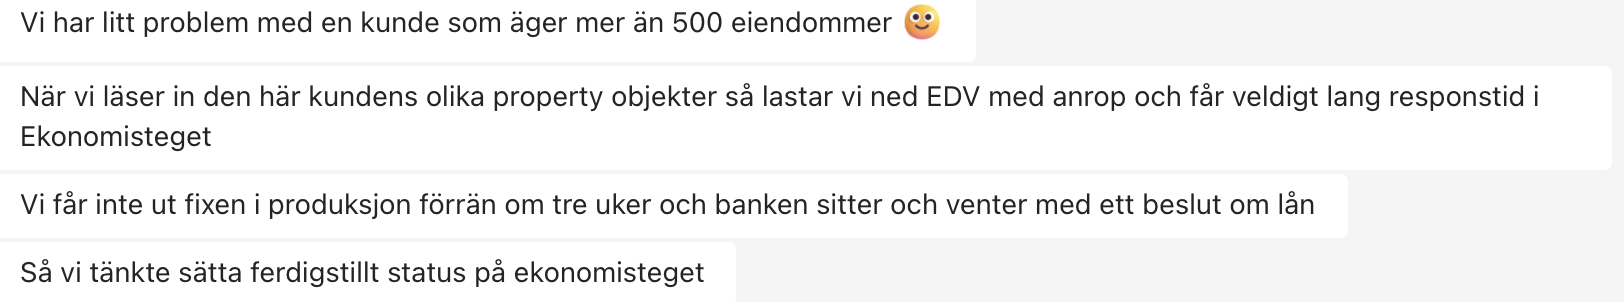 Vi har litt problem med en kunde som äger mer än 500 eiendommer 🙂
När vi läser in den här kundens olika property objekter så lastar vi ned EDV med anrop och får veldigt lang responstid i
Ekonomisteget
Vi får inte ut fixen i produksjon förrän om tre uker och banken sitter och venter med ett beslut om lån
Så vi tänkte sätta ferdigstillt status på ekonomisteget